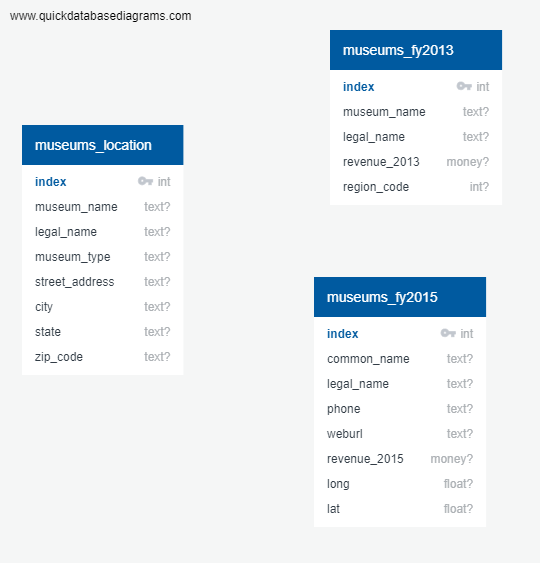 www.quickdatabasediagrams.com
museums_fy2013
index int
museum_name text?
legal_name text?
revenue_2013 money?
region_code int?
museums_location
index int
museum_name text?
legal_name text?
museum_type text?
street_address text?
city text?
state text?
zip_code text?
museums_fy2015
index int
common_name text?
legal_name text?
phone text?
weburl text?
revenue_2015 money?
long float?
lat float?